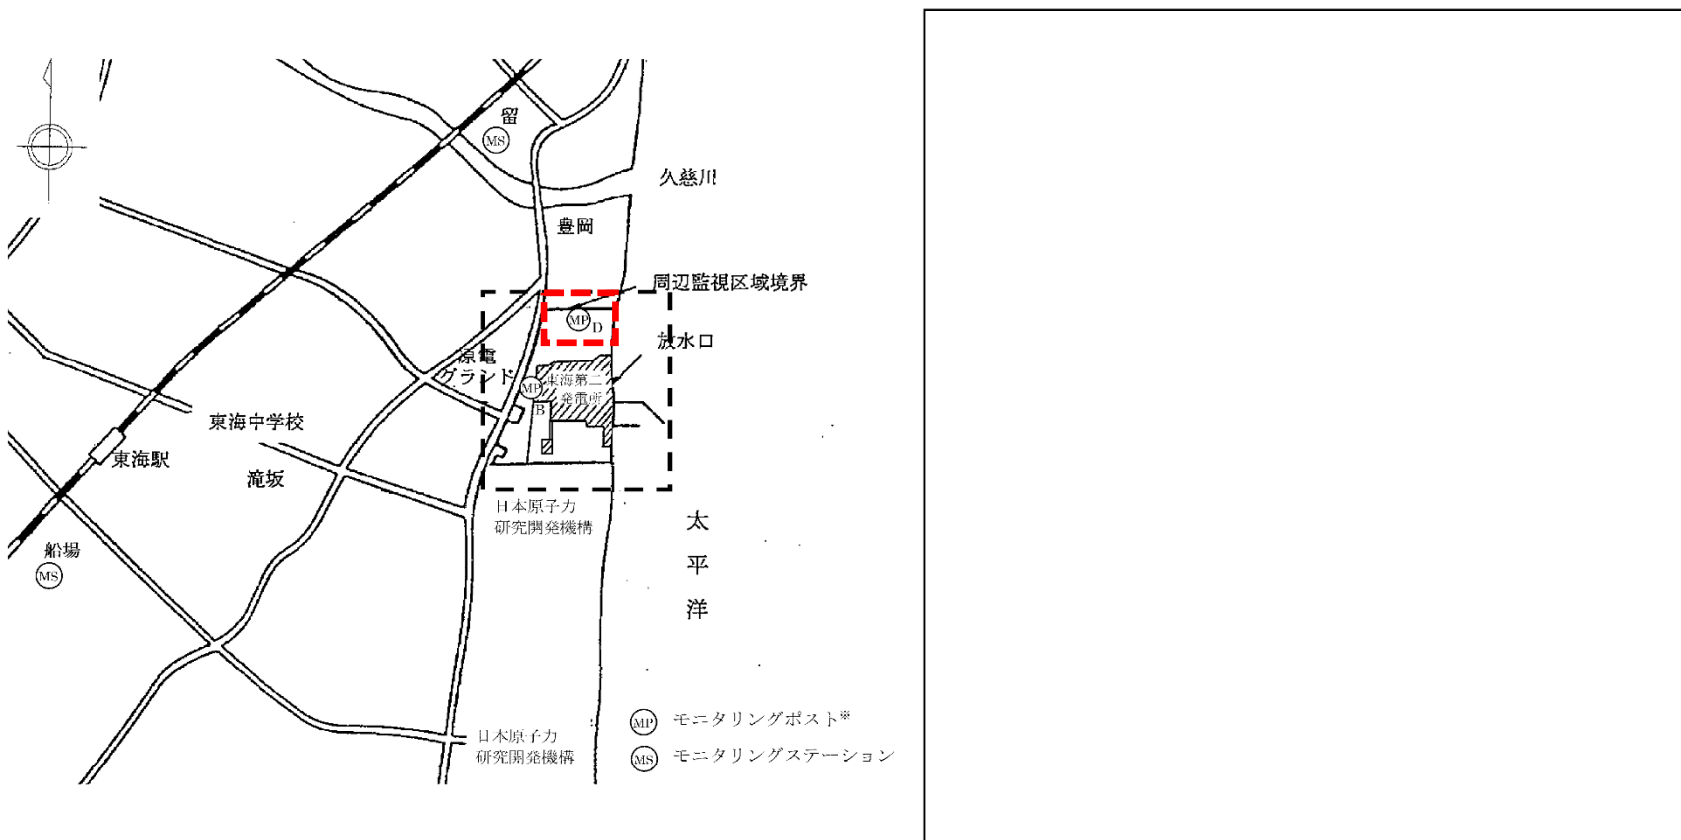 留
MS
久慈川
豊岡
周辺監視区域境界
MP
D
放水口
原電
グランド
MP
B
東海第二
発電所
東海中学校
東海駅
滝坂
日本原子力
研究開発機構
太
平
洋
船場
MS
日本原子力
研究開発機構
MP モニタリングポスト※
MS モニタリングステーション